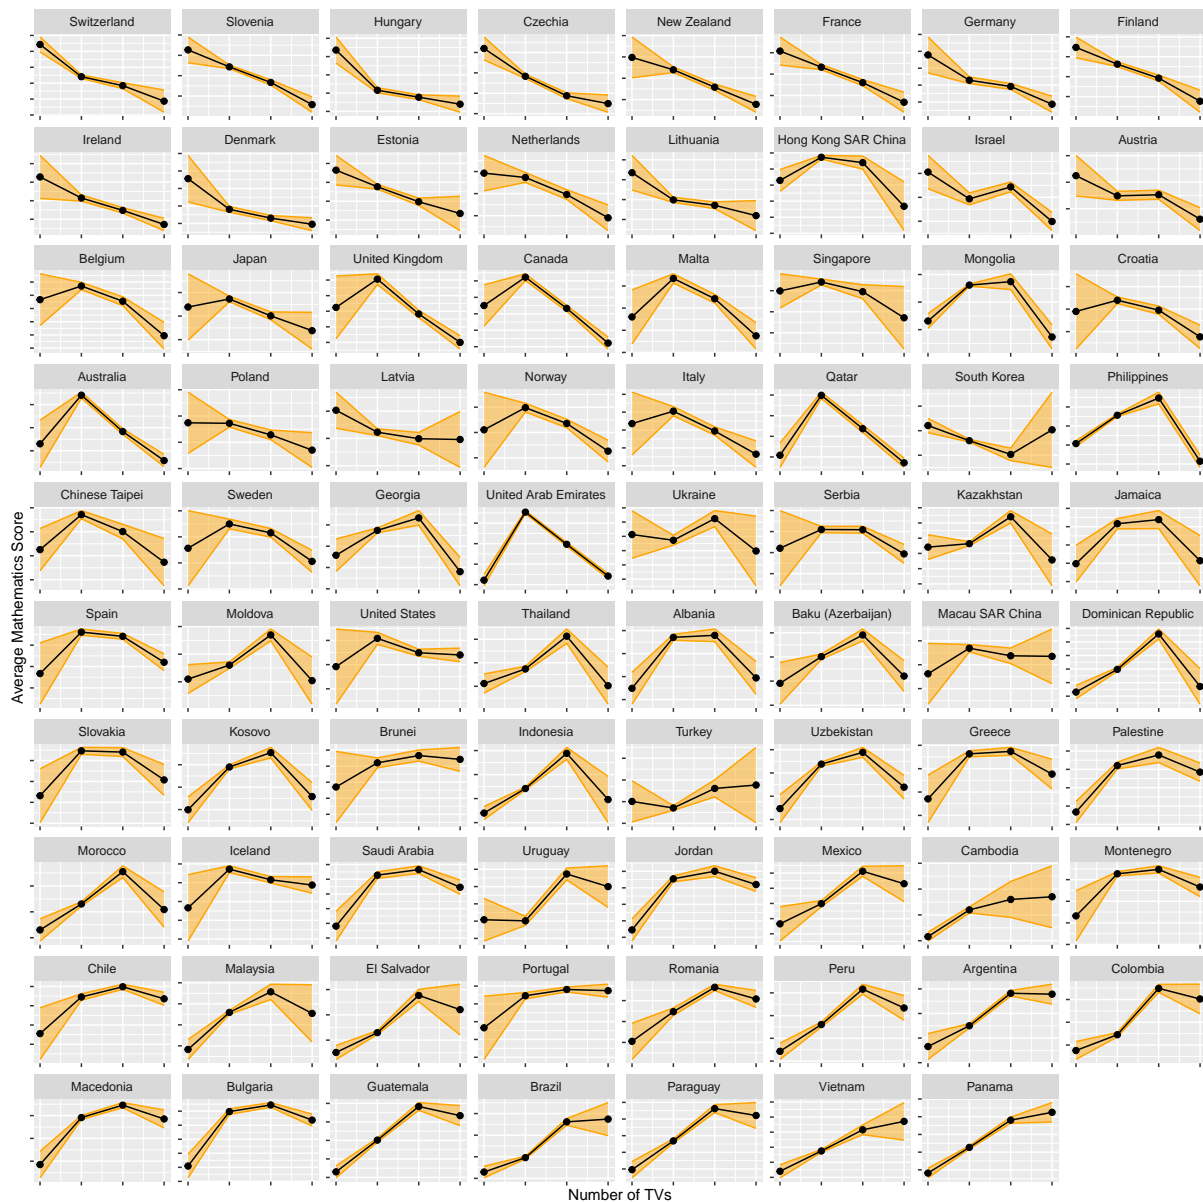 Switzerland Slovenia Hungary Czechia New Zealand France Germany Finland
Ireland Denmark Estonia Netherlands Lithuania Hong Kong SAR China Israel Austria
Belgium Japan United Kingdom Canada Malta Singapore Mongolia Croatia
Australia Poland Latvia Norway Italy Qatar South Korea Philippines
Chinese Taipei Sweden Georgia United Arab Emirates Ukraine Serbia Kazakhstan Jamaica
Average Mathematics Score
Spain Moldova United States Thailand Albania Baku (Azerbaijan) Macau SAR China Dominican Republic
Slovakia Kosovo Brunei Indonesia Turkey Uzbekistan Greece Palestine
Morocco Iceland Saudi Arabia Uruguay Jordan Mexico Cambodia Montenegro
Chile Malaysia El Salvador Portugal Romania Peru Argentina Colombia
Macedonia Bulgaria Guatemala Brazil Paraguay Vietnam Panama
Number of TVs